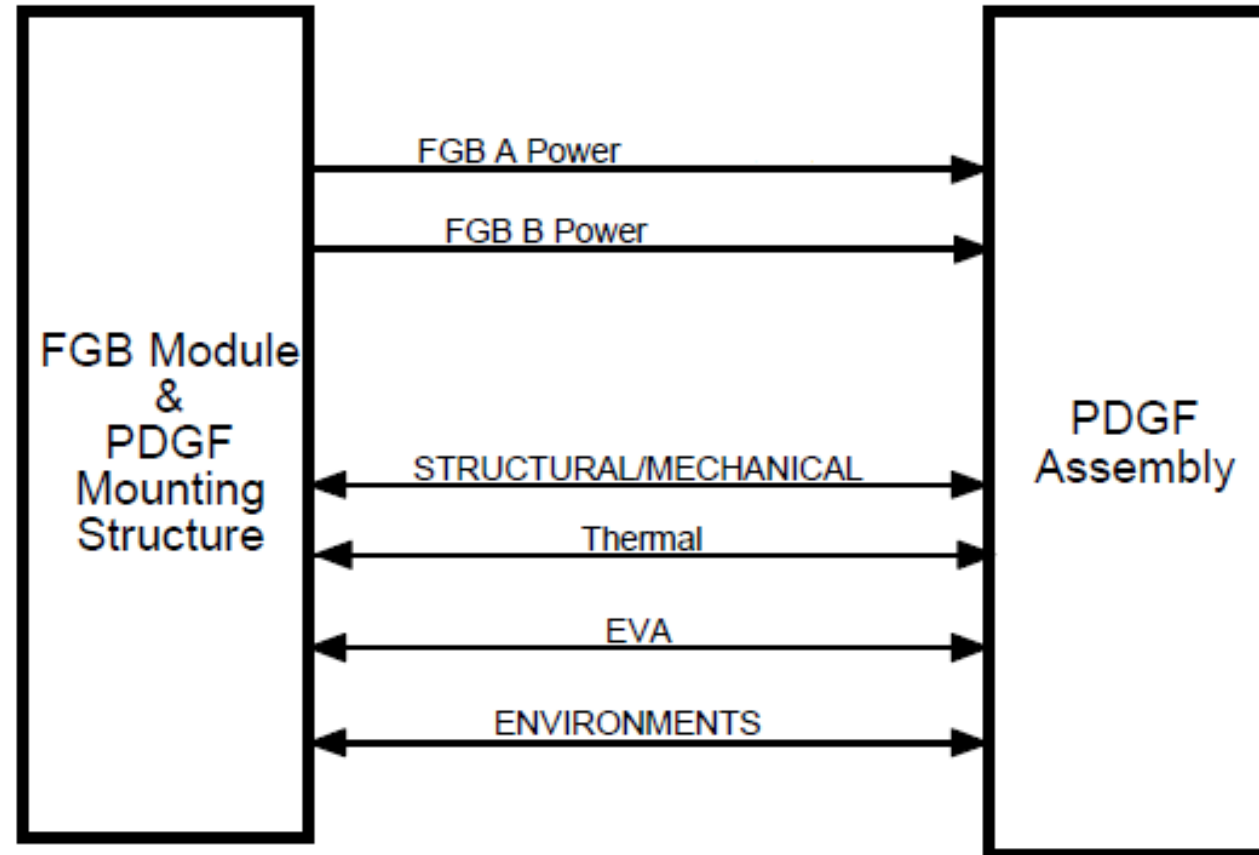 FGB A Power
FGB B Power
FGB Module
&
PDGF
Mounting
Structure
STRUCTURAL/MECHANICAL
Thermal
EVA
ENVIRONMENTS
PDGF
Assembly